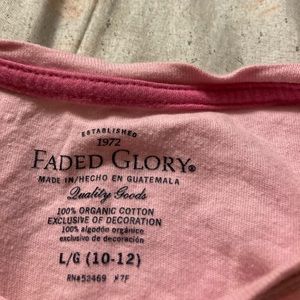 ESTABLISHED
1972
FADED GLORY®
MADE IN/HECHO EN GUATEMALA
Quality Goods
100% ORGANIC COTTON
EXCLUSIVE OF DECORATION
100% algodón orgánico
exclusivo de decoración
L/G (10-12)
RN#52469 7F